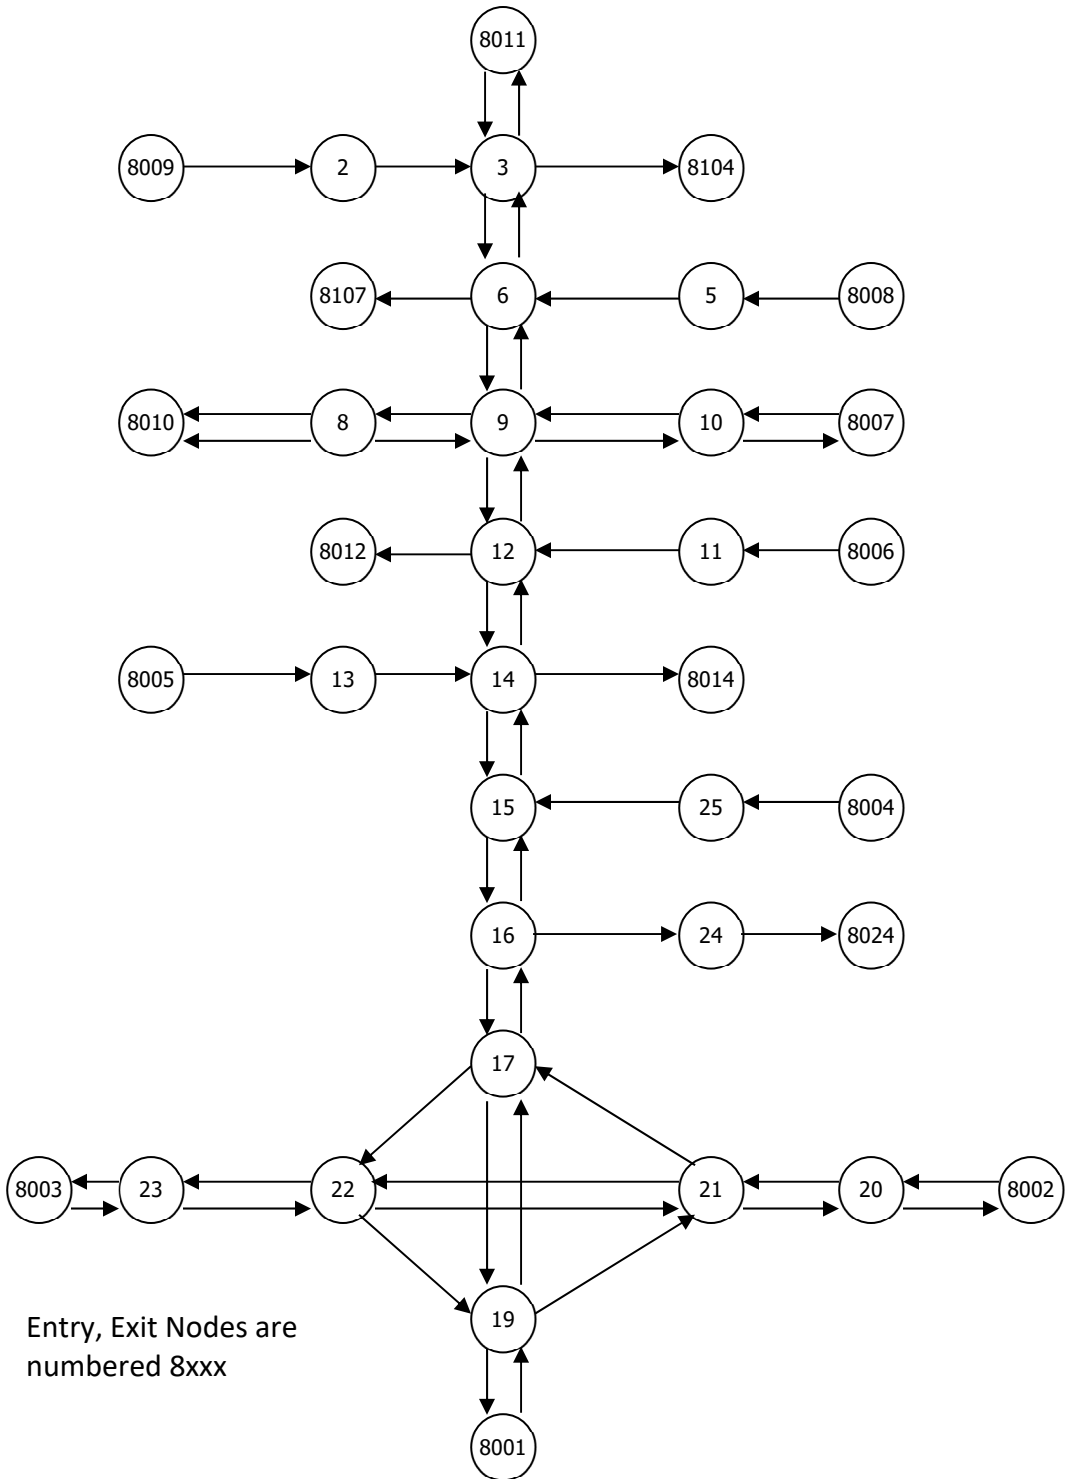 8011
8009 2 3 8104
8107 6 5 8008
8010 8 9 10 8007
8012 12 11 8006
8005 13 14 8014
15 25 8004
16 24 8024
17
8003 23 22 21 20 8002
19
Entry, Exit Nodes are
numbered 8xxx
8001